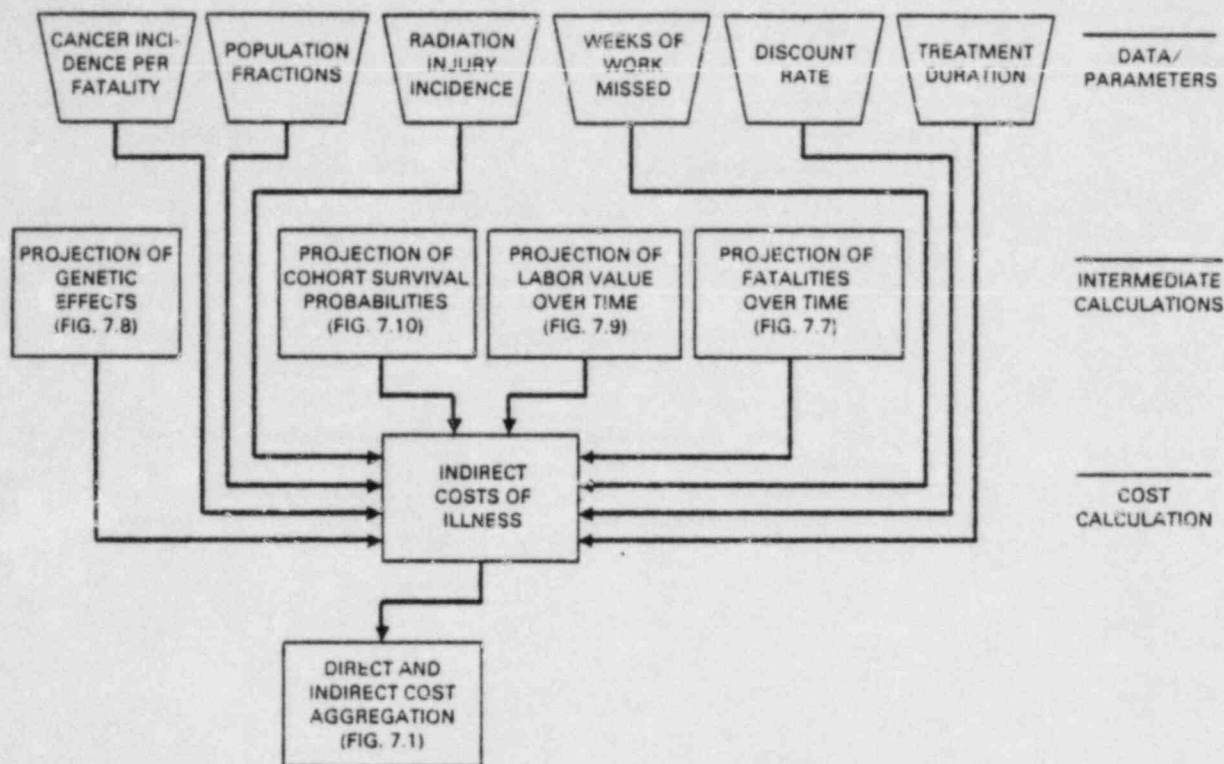 CANCER INCI-
DENCE PER
FATALITY
POPULATION
FRACTIONS
RADIATION
INJURY
INCIDENCE
WEEKS OF
WORK
MISSED
DISCOUNT
RATE
TREATMENT
DURATION
DATA/
PARAMETERS
PROJECTION OF
GENETIC
EFFECTS
(FIG. 7.8)
PROJECTION OF
COHORT SURVIVAL
PROBABILITIES
(FIG. 7.10)
PROJECTION OF
LABOR VALUE
OVER TIME
(FIG. 7.9)
PROJECTION OF
FATALITIES
OVER TIME
(FIG. 7.7)
INTERMEDIATE
CALCULATIONS
INDIRECT
COSTS OF
ILLNESS
COST
CALCULATION
DIRECT AND
INDIRECT COST
AGGREGATION
(FIG. 7.1)